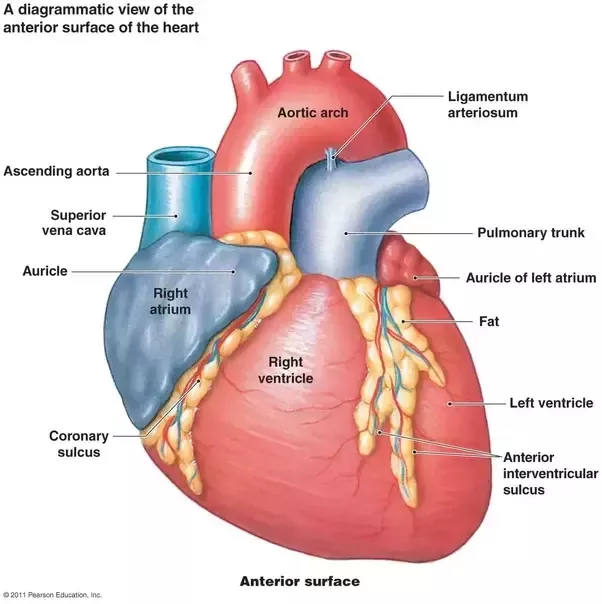 A diagrammatic view of the
anterior surface of the heart
Aortic arch
Ligamentum
arteriosum
Ascending aorta
Superior
vena cava
Pulmonary trunk
Auricle
Auricle of left atrium
Right
atrium
Fat
Right
ventricle
Left ventricle
Coronary
sulcus
Anterior
interventricular
sulcus
Anterior surface
© 2011 Pearson Education, Inc.